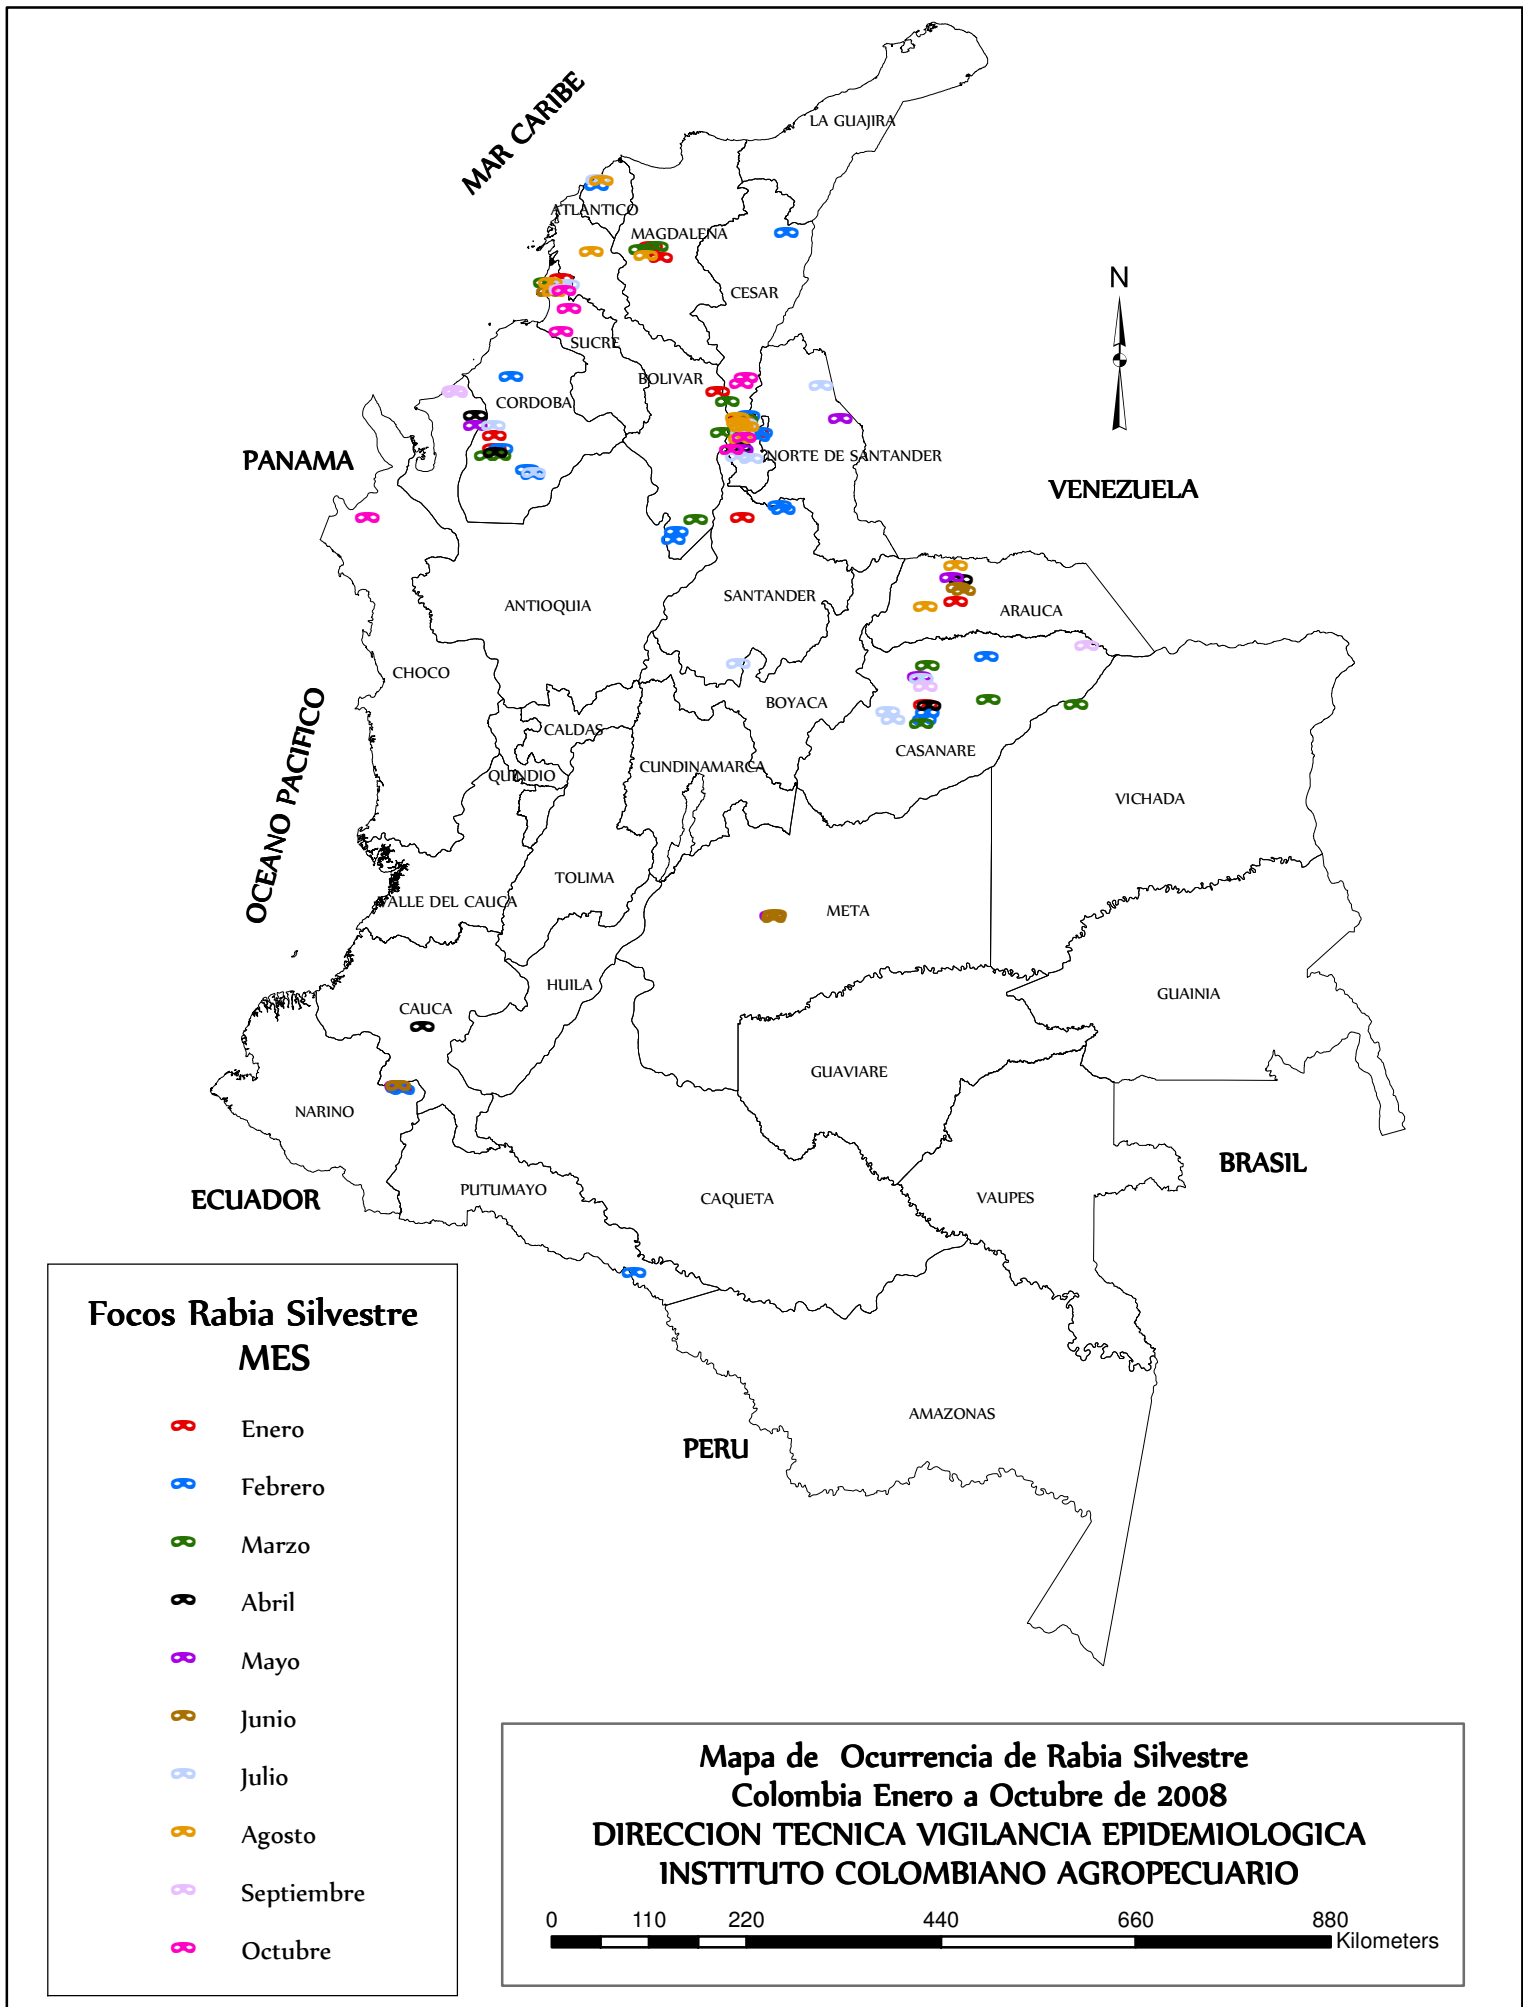 MAR CARIBE
LA GUAJIRA
ATLANTICO
MAGDALENA
CESAR
N
SUCRE
BOLIVAR
CORDOBA
PANAMA
NORTE DE SANTANDER
VENEZUELA
ANTIOQUIA
SANTANDER
ARAUCA
CHOCO
BOYACA
CALDAS
CASANARE
CUNDINAMARCA
QUINDIO
OCEANO PACIFICO
VICHADA
TOLIMA
ALLE DEL CAUCA
META
HUILA
GUAINIA
CAUCA
GUAVIARE
NARINO
BRASIL
ECUADOR
PUTUMAYO
CAQUETA
VAUPES
AMAZONAS
PERU
Focos Rabia Silvestre
MES
Enero
Febrero
Marzo
Abril
Mayo
Junio
Julio
Agosto
Septiembre
Octubre
Mapa de Ocurrencia de Rabia Silvestre
Colombia Enero a Octubre de 2008
DIRECCION TECNICA VIGILANCIA EPIDEMIOLOGICA
INSTITUTO COLOMBIANO AGROPECUARIO
0 110 220 440 660 880
Kilometers